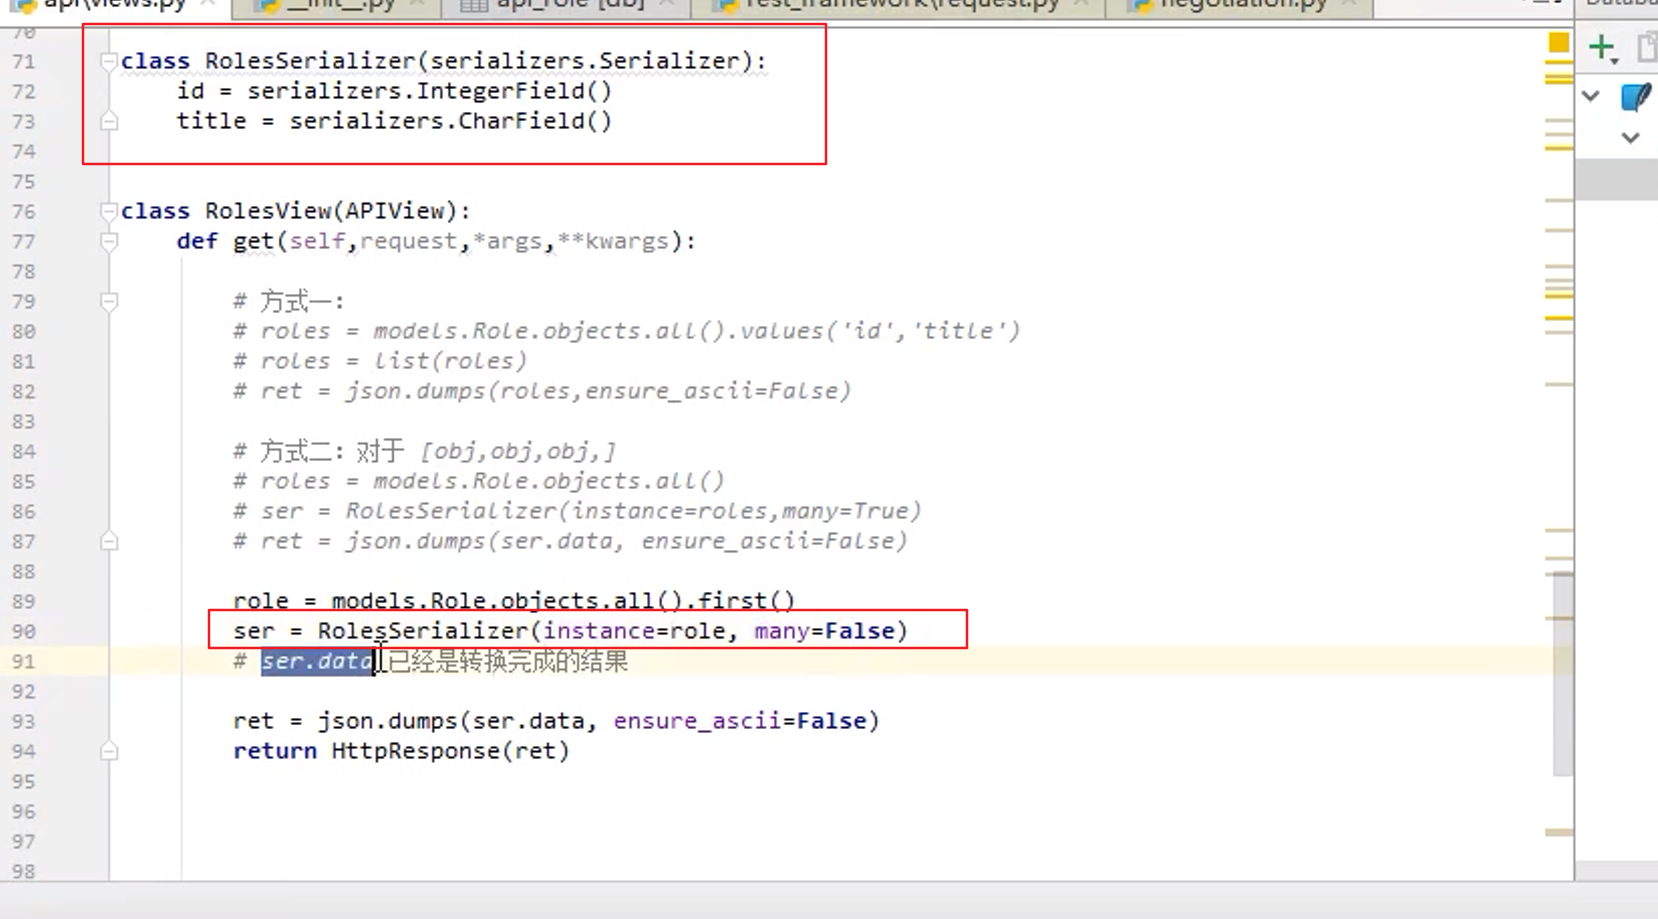 api\views.py
__init__.py
api_role [db]
rest_framework\request.py
negotiation.py
70
71 class RolesSerializer(serializers.Serializer):
72 id = serializers.IntegerField()
73 title = serializers.CharField()
74
75
76 class RolesView(APIView):
77 def get(self,request,*args,**kwargs):
78
79 # 方式一：
80 # roles = models.Role.objects.all().values('id','title')
81 # roles = list(roles)
82 # ret = json.dumps(roles,ensure_ascii=False)
83
84 # 方式二：对于 [obj,obj,obj,]
85 # roles = models.Role.objects.all()
86 # ser = RolesSerializer(instance=roles,many=True)
87 # ret = json.dumps(ser.data, ensure_ascii=False)
88
89 role = models.Role.objects.all().first()
90 ser = RolesSerializer(instance=role, many=False)
91 # ser.data 已经是转换完成的结果
92
93 ret = json.dumps(ser.data, ensure_ascii=False)
94 return HttpResponse(ret)
95
96
97
98